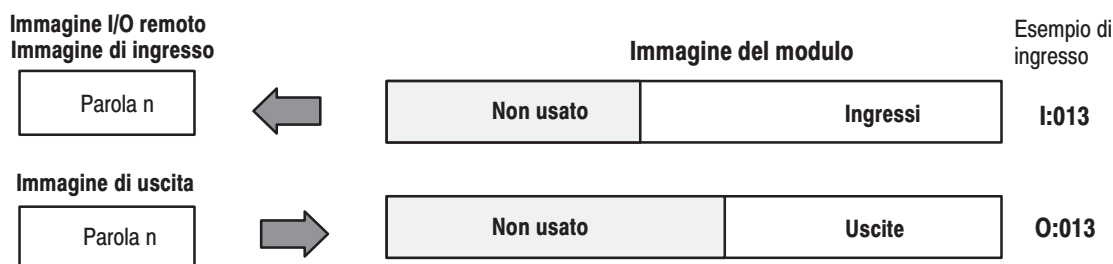 Immagine I/O remoto
Immagine di ingresso
Immagine del modulo
Esempio di
ingresso
Parola n
Non usato
Ingressi
I:013
Immagine di uscita
Parola n
Non usato
Uscite
O:013